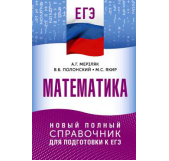 ЕГЭ
А.Г. МЕРЗЛЯК
В.Б. ПОЛОНСКИЙ • М.С. ЯКИР
МАТЕМАТИКА
НОВЫЙ ПОЛНЫЙ
СПРАВОЧНИК
ДЛЯ ПОДГОТОВКИ К ЕГЭ